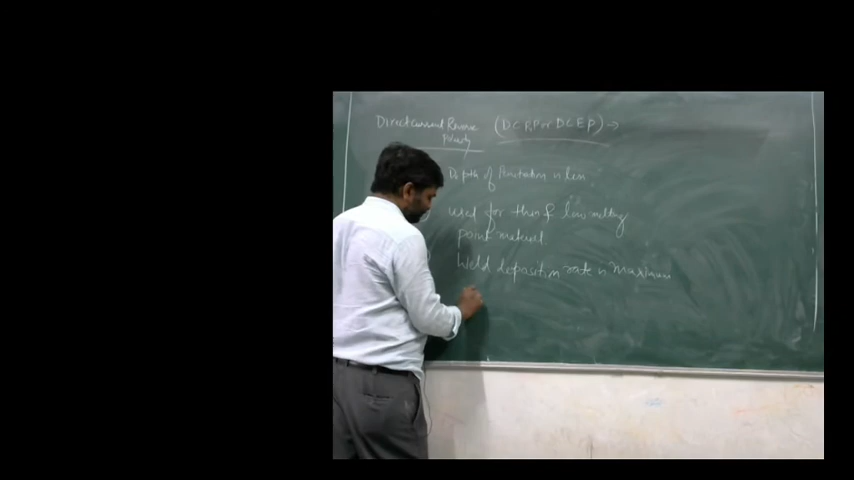 Direct current Reverse (DCRP or DCEP) →
Polarity
Depth of Penetration is less
used for thin & low melting
point material
Weld deposition rate is maximum